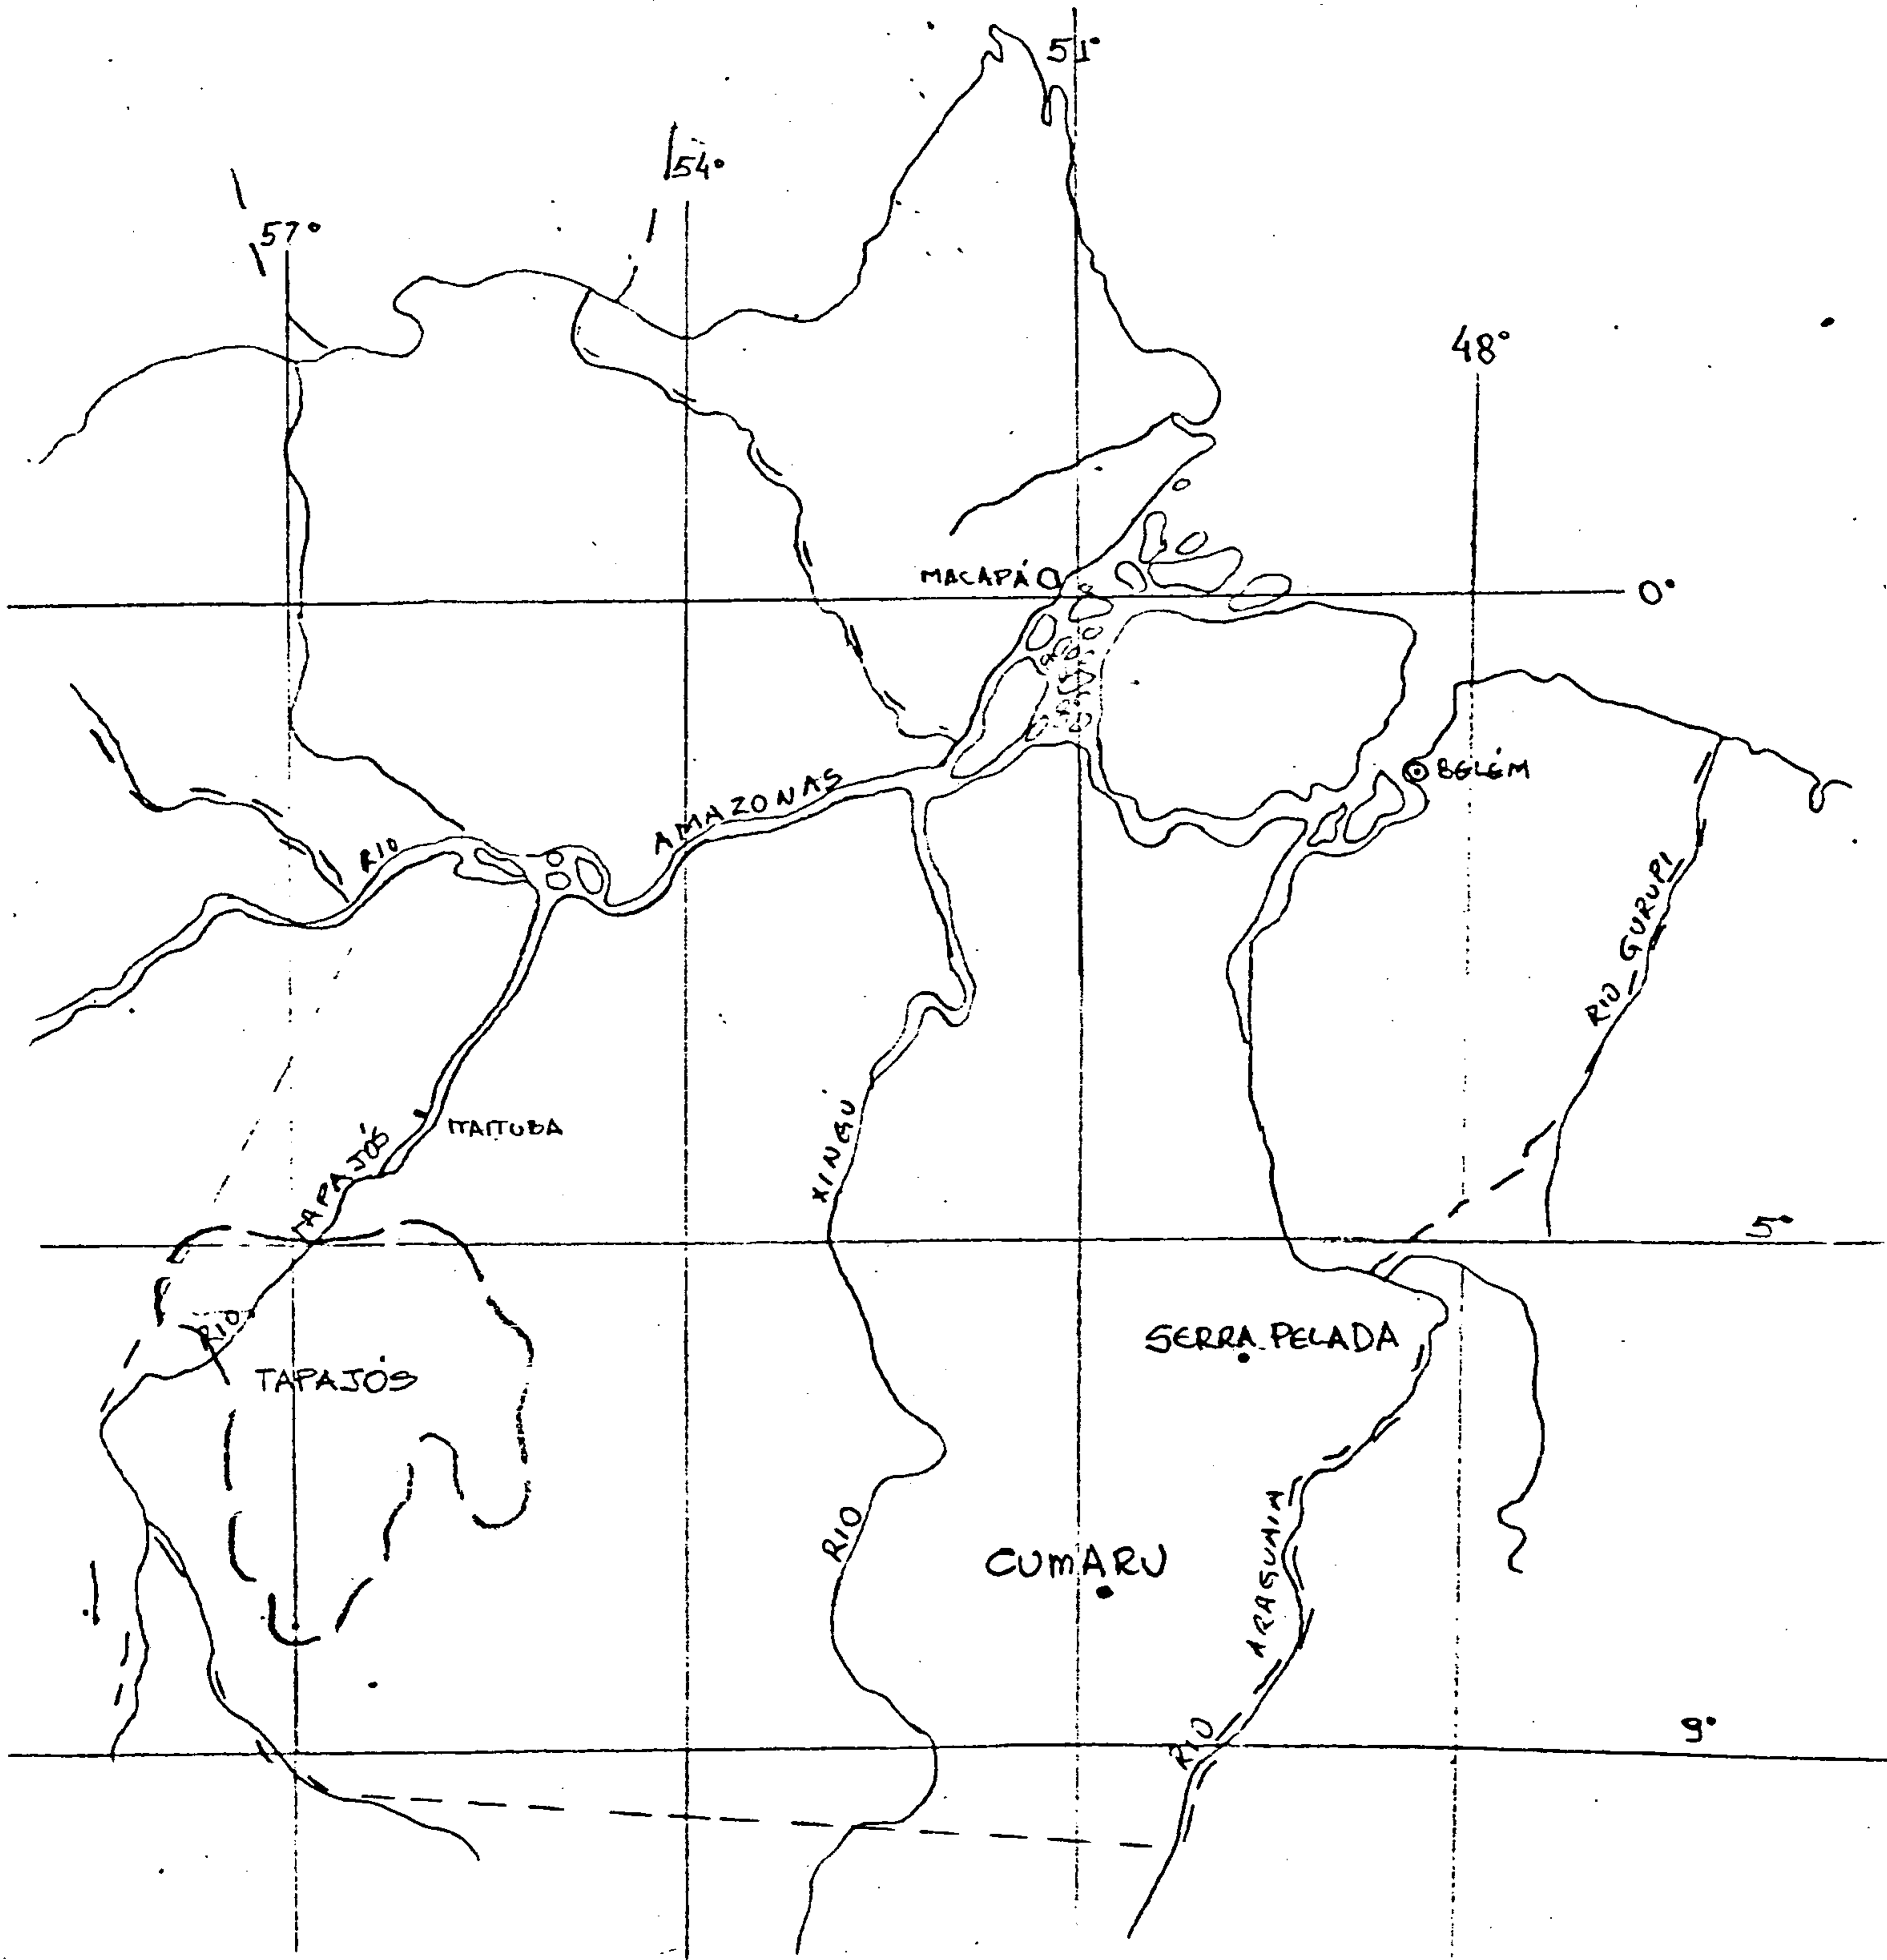 51°
54°
57°
48°
MACAPÁ
0°
BELÉM
RIO AMAZONAS
RIO GURUPI
ITAITUBA
RIO TAPAJÓS
RIO XINGÚ
5°
SERRA PELADA
TAPAJÓS
CUMARU
RIO ARAGUAIA
9°